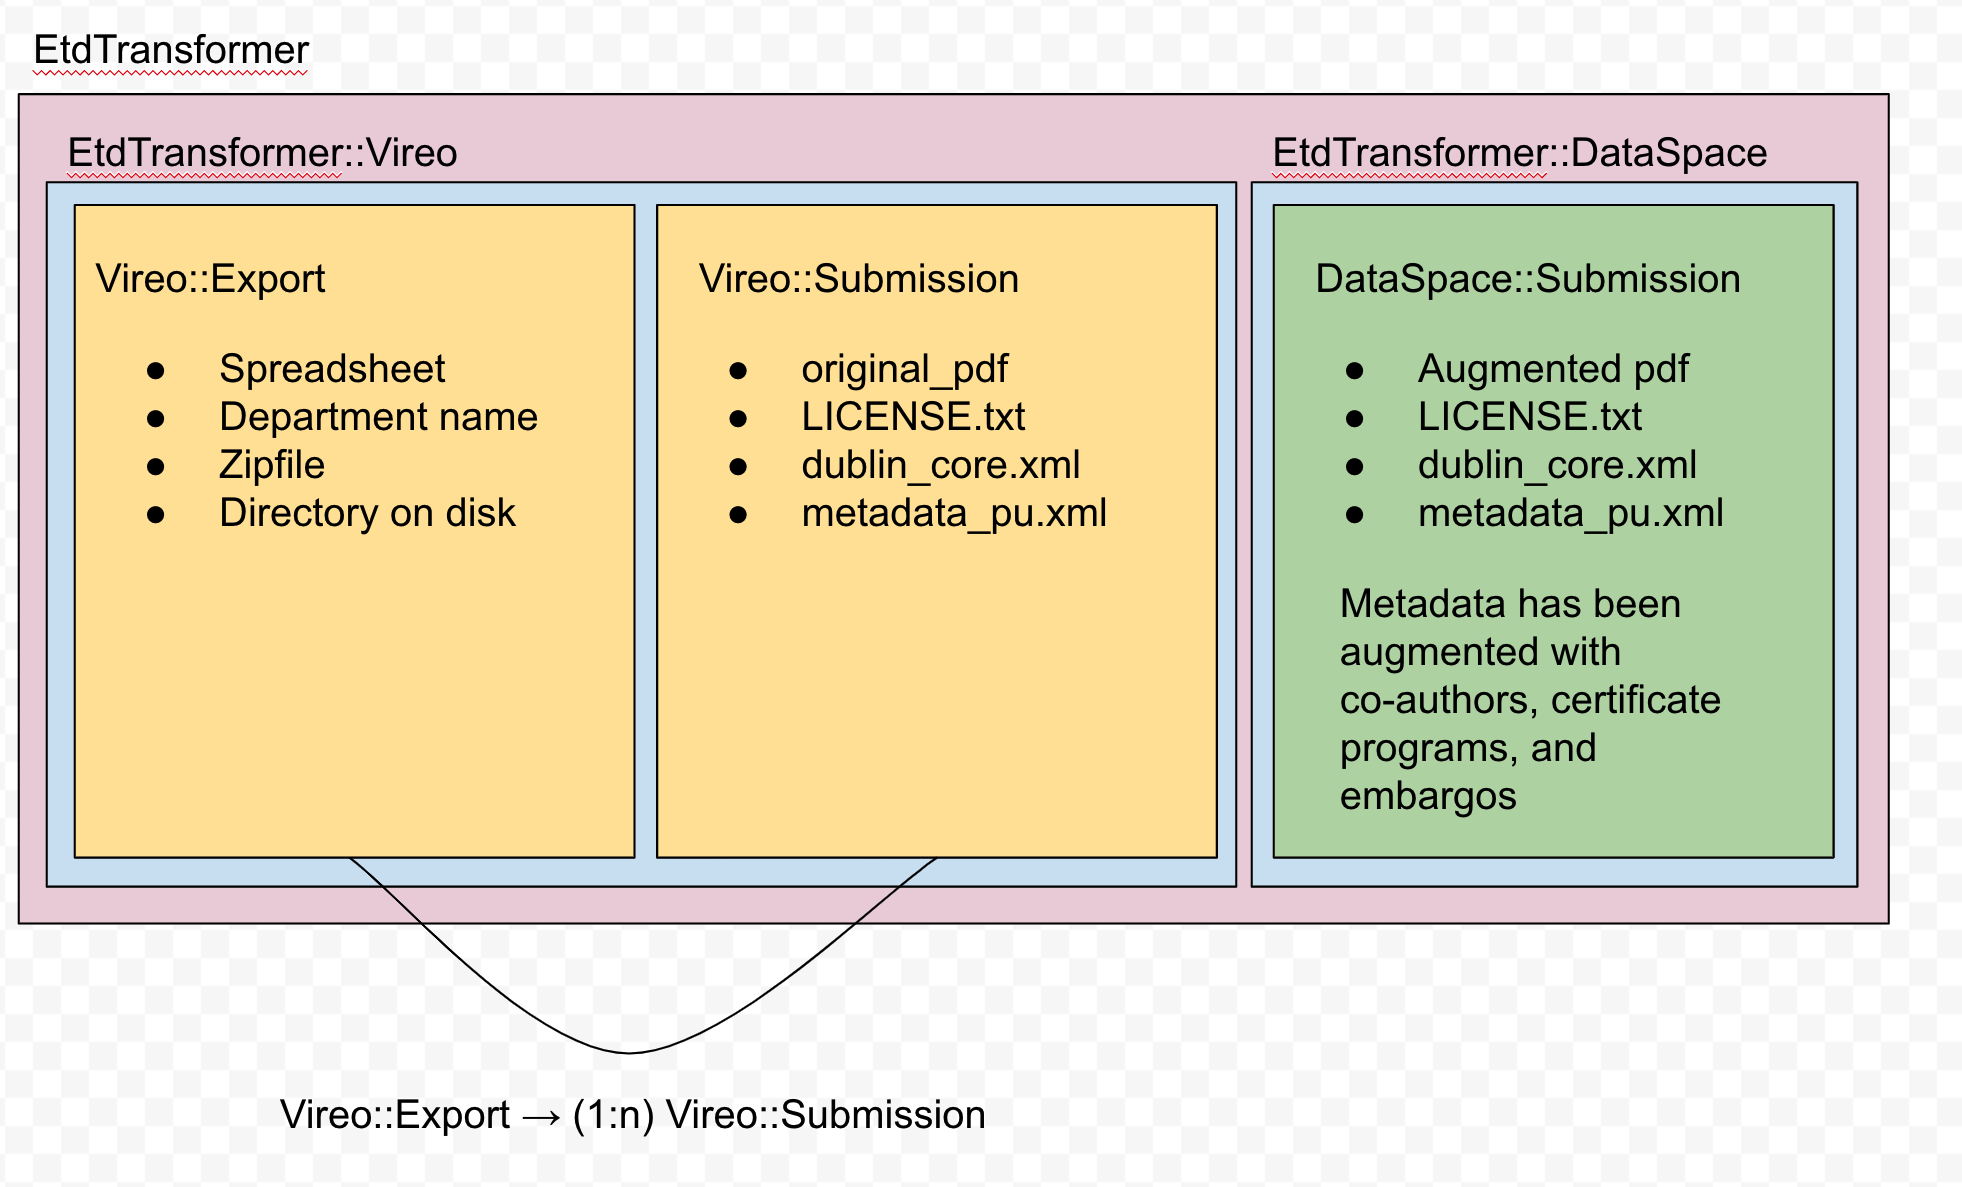 EtdTransformer
EtdTransformer::Vireo
EtdTransformer::DataSpace
Vireo::Export
● Spreadsheet
● Department name
● Zipfile
● Directory on disk
Vireo::Submission
● original_pdf
● LICENSE.txt
● dublin_core.xml
● metadata_pu.xml
DataSpace::Submission
● Augmented pdf
● LICENSE.txt
● dublin_core.xml
● metadata_pu.xml
Metadata has been
augmented with
co-authors, certificate
programs, and
embargos
Vireo::Export → (1:n) Vireo::Submission